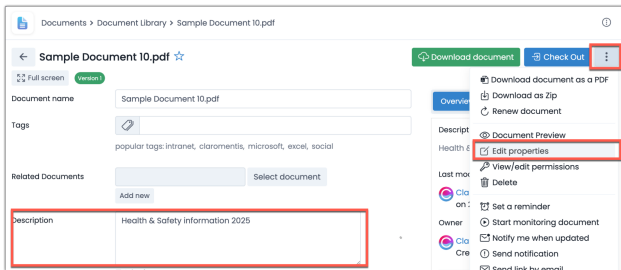 Documents > Document Library > Sample Document 10.pdf
Sample Document 10.pdf
Download document
Check Out
Full screen
Version 1
Document name
Sample Document 10.pdf
Tags
popular tags: intranet, claromentis, microsoft, excel, social
Related Documents
Select document
Add new
Description
Health & Safety information 2025
Overvie
Descript
Health &
Last mod
Cla
on
Owner
Cla
Cre
Download document as a PDF
Download as Zip
Renew document
Document Preview
Edit properties
View/edit permissions
Delete
Set a reminder
Start monitoring document
Notify me when updated
Send notification
Send link by email